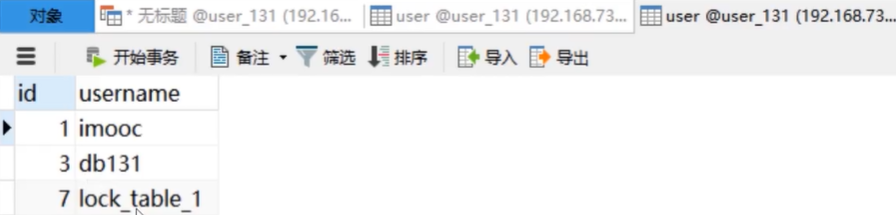 对象 * 无标题 @user_131 (192.16... user @user_131 (192.168.73... user @user_131 (192.168.73...
开始事务 备注 筛选 排序 导入 导出
id username
1 imooc
3 db131
7 lock_table_1